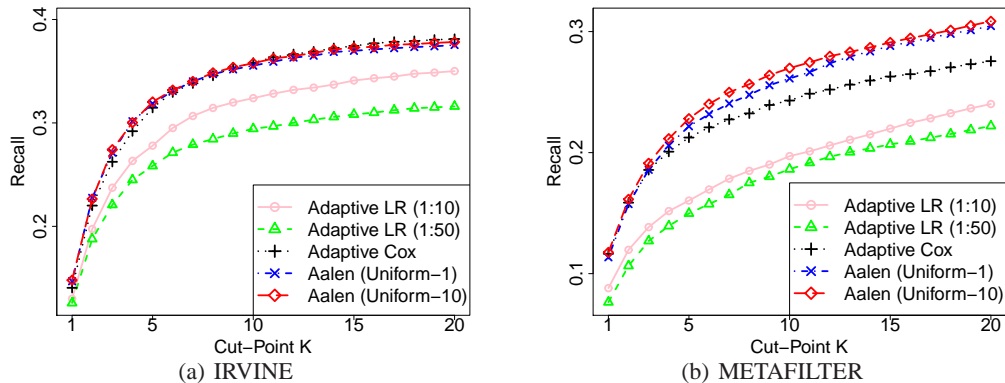 Recall
0.4
0.3
0.2
Adaptive LR (1:10)
Adaptive LR (1:50)
Adaptive Cox
Aalen (Uniform−1)
Aalen (Uniform−10)
1 5 10 15 20
Cut−Point K
(a) IRVINE
Recall
0.3
0.2
0.1
Adaptive LR (1:10)
Adaptive LR (1:50)
Adaptive Cox
Aalen (Uniform−1)
Aalen (Uniform−10)
1 5 10 15 20
Cut−Point K
(b) METAFILTER